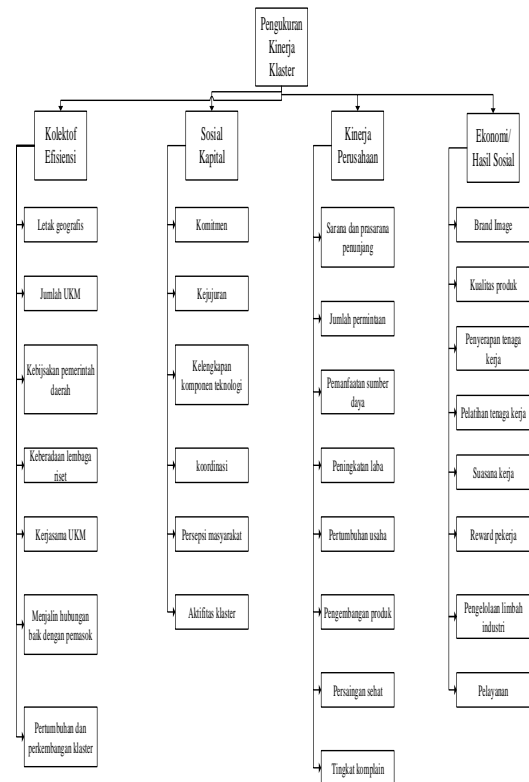 Pengukuran
Kinerja
Klaster
Kolektof
Efisiensi
Letak geografis
Jumlah UKM
Kebijsakan pemerintah
daerah
Keberadaan lembaga
riset
Kerjasama UKM
Menjalin hubungan
baik dengan pemasok
Pertumbuhan dan
perkembangan klaster
Sosial
Kapital
Komitmen
Kejujuran
Kelengkapan
komponen teknologi
koordinasi
Persepsi masyarakat
Aktifitas klaster
Kinerja
Perusahaan
Sarana dan prasarana
penunjang
Jumlah permintaan
Pemanfaatan sumber
daya
Peningkatan laba
Pertumbuhan usaha
Pengembangan produk
Persaingan sehat
Tingkat komplain
Ekonomi/
Hasil Sosial
Brand Image
Kualitas produk
Penyerapan tenaga
kerja
Pelatihan tenaga kerja
Suasana kerja
Reward pekerja
Pengelolaan limbah
industri
Pelayanan